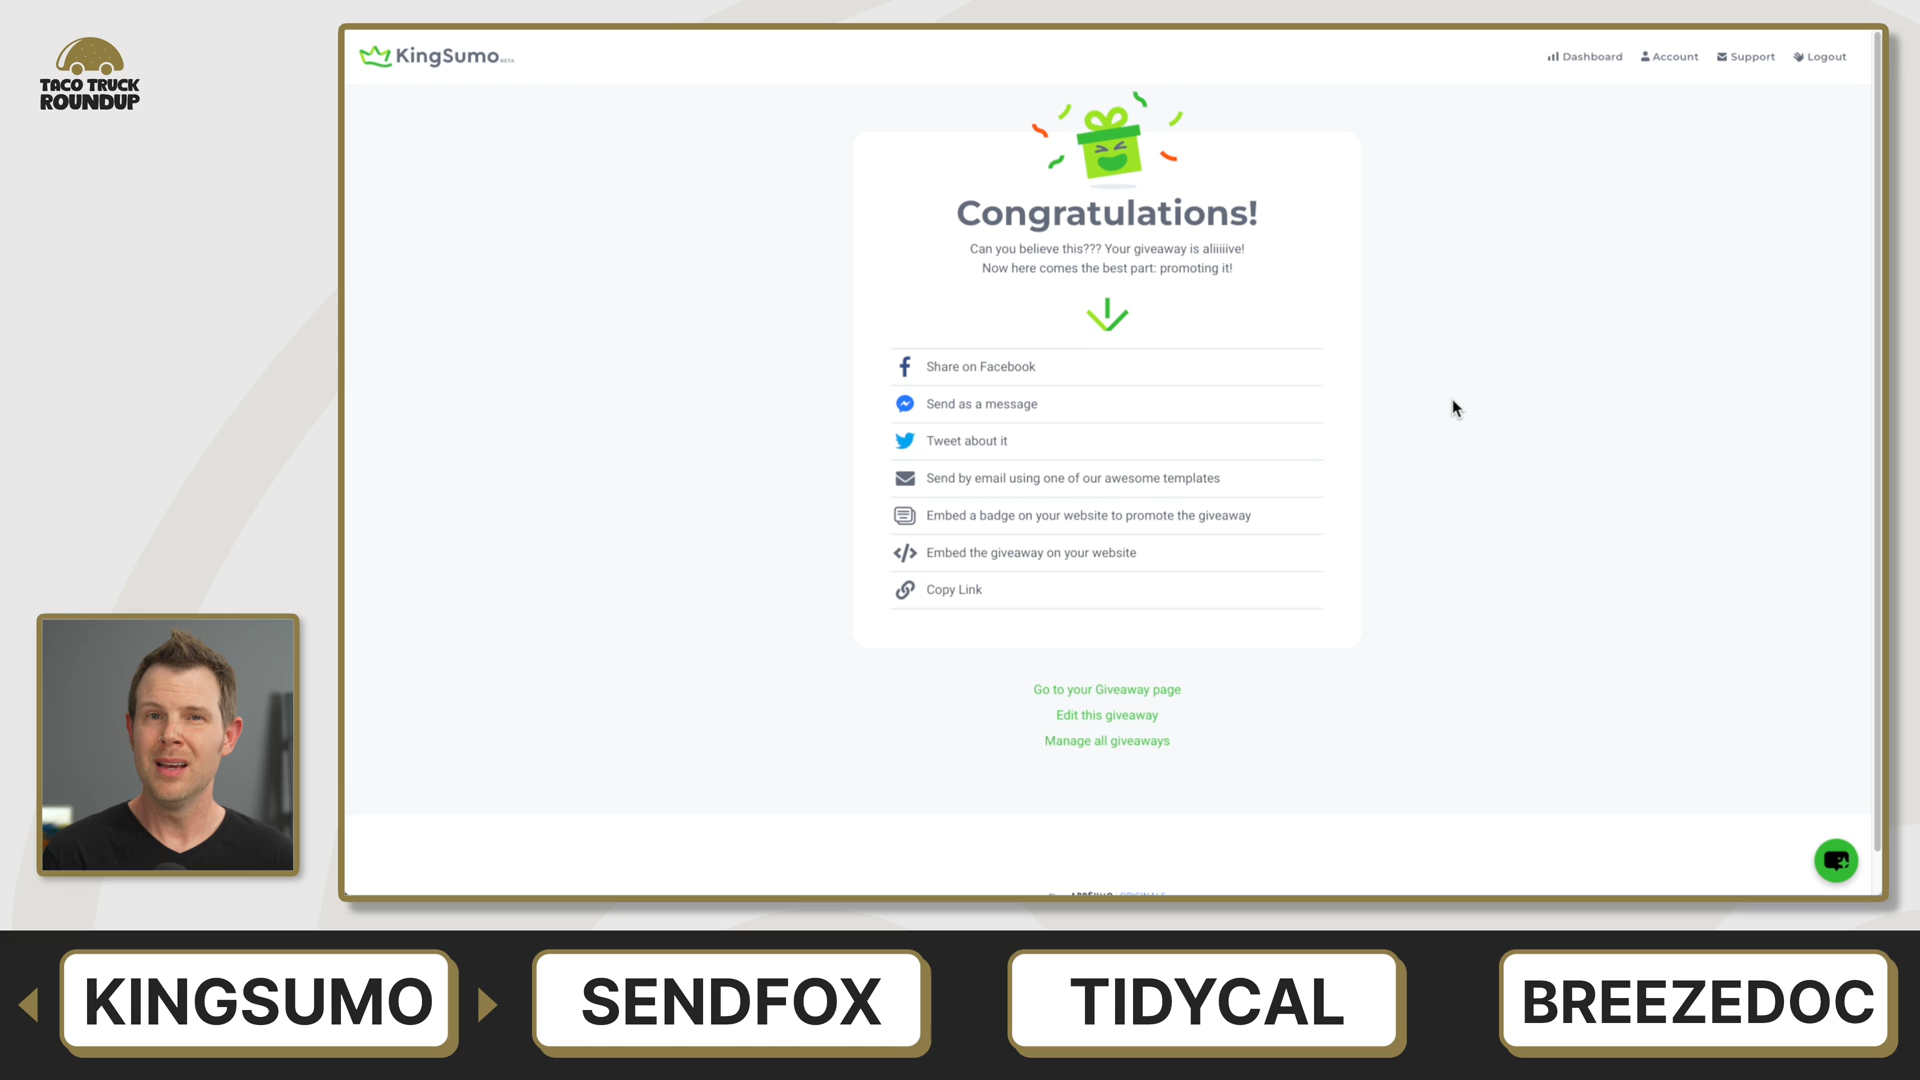 TACO TRUCK
ROUNDUP
KingSumo BETA
Dashboard
Account
Support
Logout
Congratulations!
Can you believe this??? Your giveaway is aliiiiive!
Now here comes the best part: promoting it!
Share on Facebook
Send as a message
Tweet about it
Send by email using one of our awesome templates
Embed a badge on your website to promote the giveaway
Embed the giveaway on your website
Copy Link
Go to your Giveaway page
Edit this giveaway
Manage all giveaways
KINGSUMO
SENDFOX
TIDYCAL
BREEZEDOC